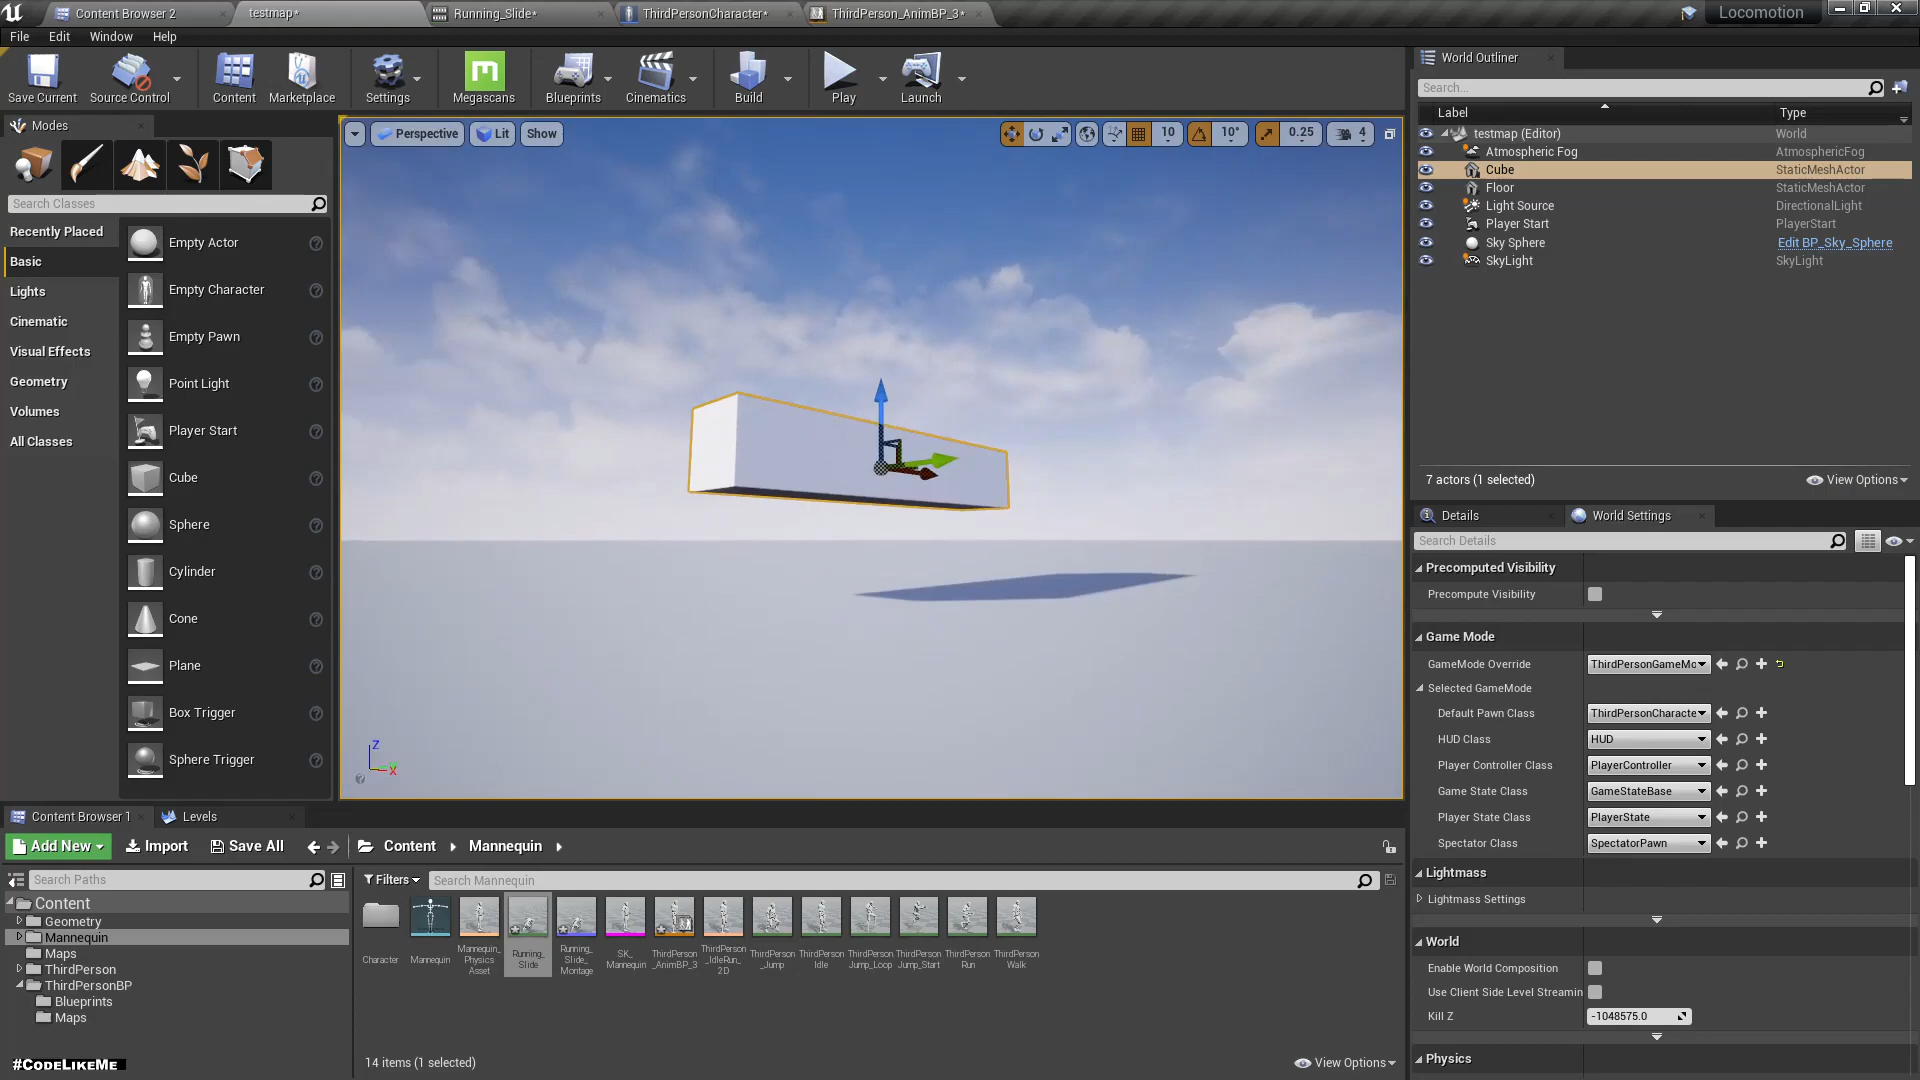 Content Browser 2
testmap*
Running_Slide*
ThirdPersonCharacter*
ThirdPerson_AnimBP_3*
Locomotion
File
Edit
Window
Help
Save Current
Source Control
Content
Marketplace
Settings
Megascans
Blueprints
Cinematics
Build
Play
Launch
Modes
Search Classes
Recently Placed
Basic
Lights
Cinematic
Visual Effects
Geometry
Volumes
All Classes
Empty Actor
Empty Character
Empty Pawn
Point Light
Player Start
Cube
Sphere
Cylinder
Cone
Plane
Box Trigger
Sphere Trigger
Perspective
Lit
Show
10
10°
0.25
4
Z
X
World Outliner
Search...
Label
Type
testmap (Editor)
World
Atmospheric Fog
AtmosphericFog
Cube
StaticMeshActor
Floor
StaticMeshActor
Light Source
DirectionalLight
Player Start
PlayerStart
Sky Sphere
Edit BP_Sky_Sphere
SkyLight
SkyLight
7 actors (1 selected)
View Options
Details
World Settings
Search Details
Precomputed Visibility
Precompute Visibility
Game Mode
GameMode Override
ThirdPersonGameMo
Selected GameMode
Default Pawn Class
ThirdPersonCharacte
HUD Class
HUD
Player Controller Class
PlayerController
Game State Class
GameStateBase
Player State Class
PlayerState
Spectator Class
SpectatorPawn
Lightmass
Lightmass Settings
World
Enable World Composition
Use Client Side Level Streamin
Kill Z
-1048575.0
Physics
Content Browser 1
Levels
Add New
Import
Save All
Content
Mannequin
Search Paths
Content
Geometry
Mannequin
Maps
ThirdPerson
ThirdPersonBP
Blueprints
Maps
Filters
Search Mannequin
Character
Mannequin
Mannequin_
Physics
Asset
Running_
Slide
Running_
Slide_
Montage
SK_
Mannequin
ThirdPerson
_AnimBP_3
ThirdPerson
_IdleRun_
2D
ThirdPerson
_Jump
ThirdPerson
Idle
ThirdPerson
Jump_Loop
ThirdPerson
Jump_Start
ThirdPerson
Run
ThirdPerson
Walk
14 items (1 selected)
View Options
#CodeLikeMe